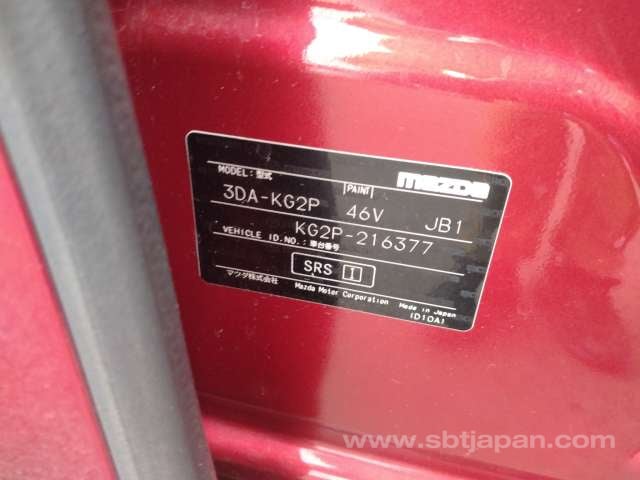 mazda
MODEL: 型式 PAINT
3DA-KG2P 46V JB1
KG2P-216377
VEHICLE ID.NO.: 車台番号
SRS
マツダ株式会社 Mazda Motor Corporation Made in Japan
ID10A1
www.sbtjapan.com